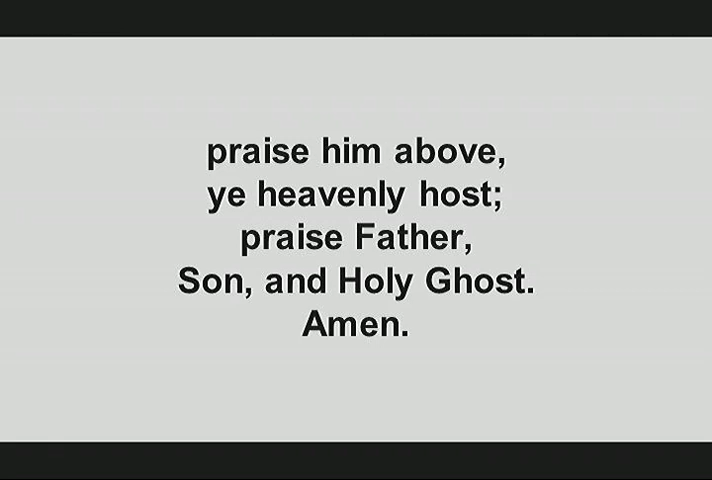 praise him above,
ye heavenly host;
praise Father,
Son, and Holy Ghost.
Amen.